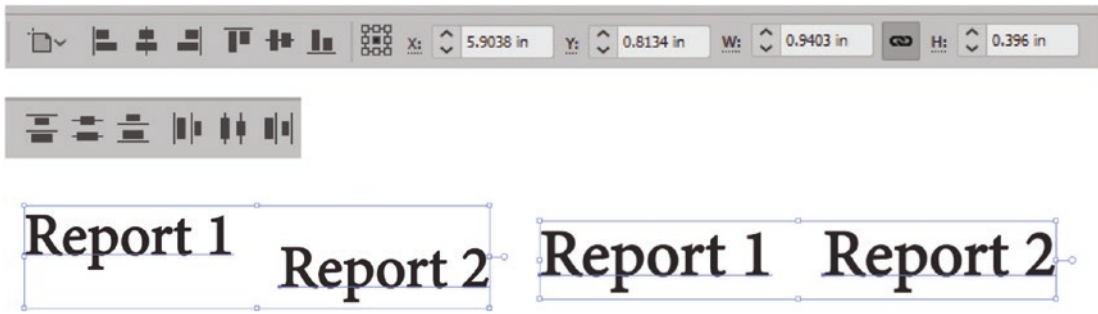 X: 5.9038 in Y: 0.8134 in W: 0.9403 in H: 0.396 in
Report 1
Report 2
Report 1 Report 2